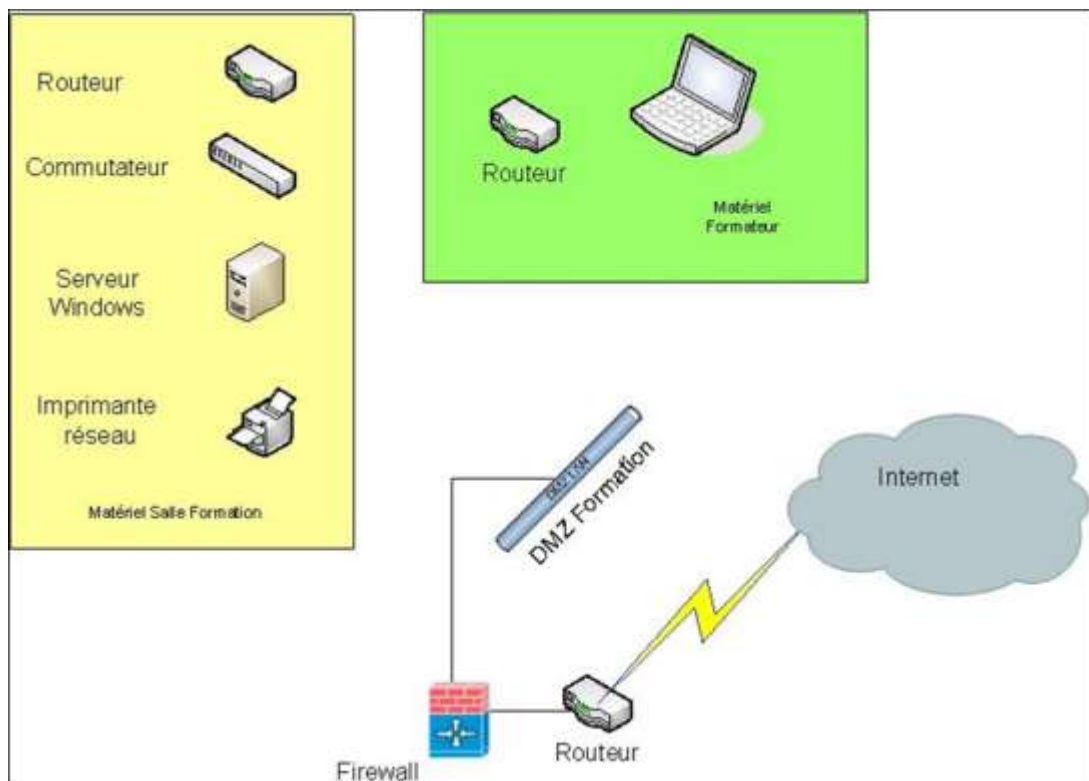 Routeur
Commutateur
Serveur
Windows
Imprimante
réseau
Matériel Salle Formation
Routeur
Matériel
Formateur
DMZ Formation
Internet
Routeur
Firewall